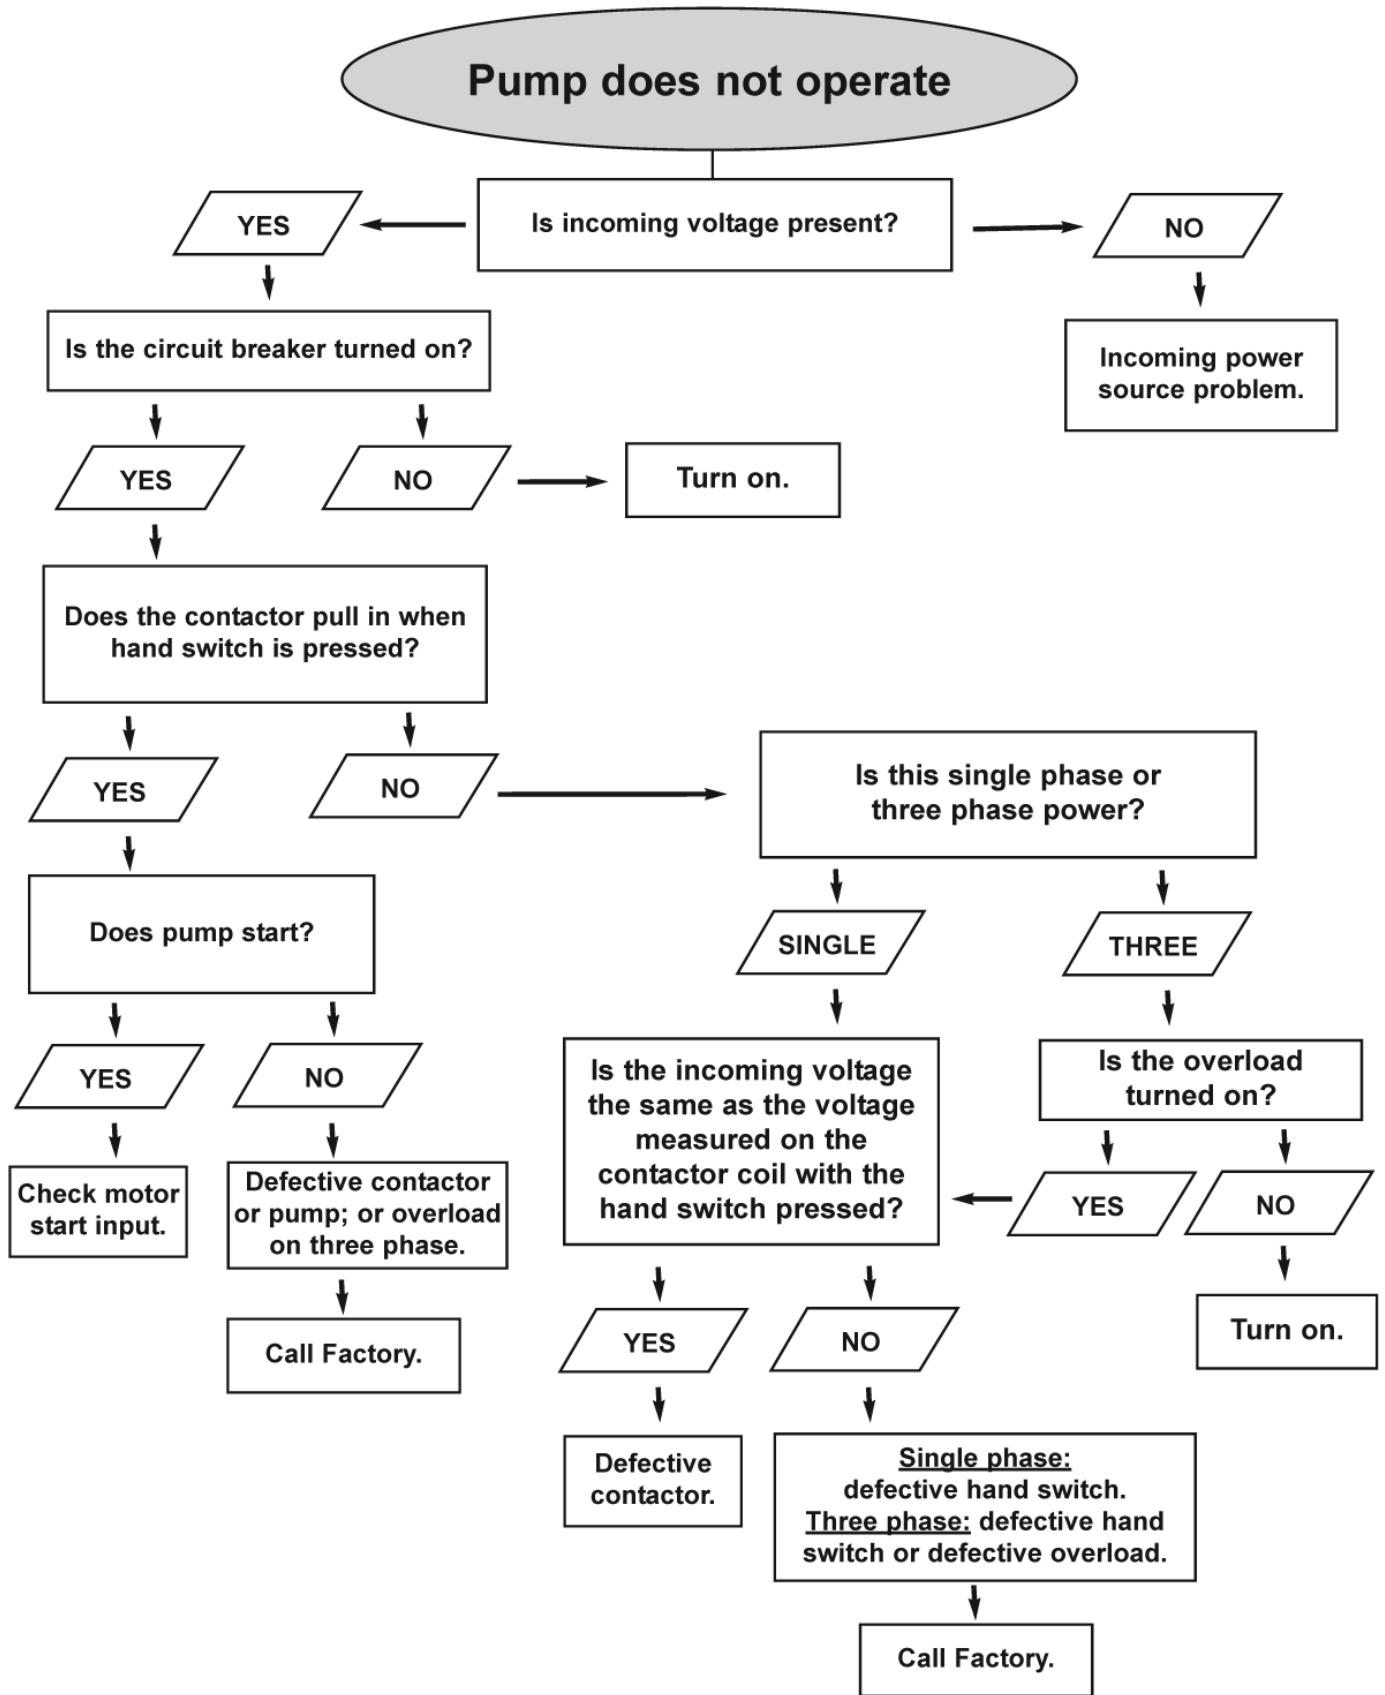 Pump does not operate
YES
Is incoming voltage present?
NO
Is the circuit breaker turned on?
Incoming power
source problem.
YES
NO
Turn on.
Does the contactor pull in when
hand switch is pressed?
YES
NO
Is this single phase or
three phase power?
Does pump start?
SINGLE
THREE
YES
NO
Is the incoming voltage
the same as the voltage
measured on the
contactor coil with the
hand switch pressed?
Is the overload
turned on?
Check motor
start input.
Defective contactor
or pump; or overload
on three phase.
YES
NO
Call Factory.
YES
NO
Turn on.
Defective
contactor.
Single phase:
defective hand switch.
Three phase: defective hand
switch or defective overload.
Call Factory.